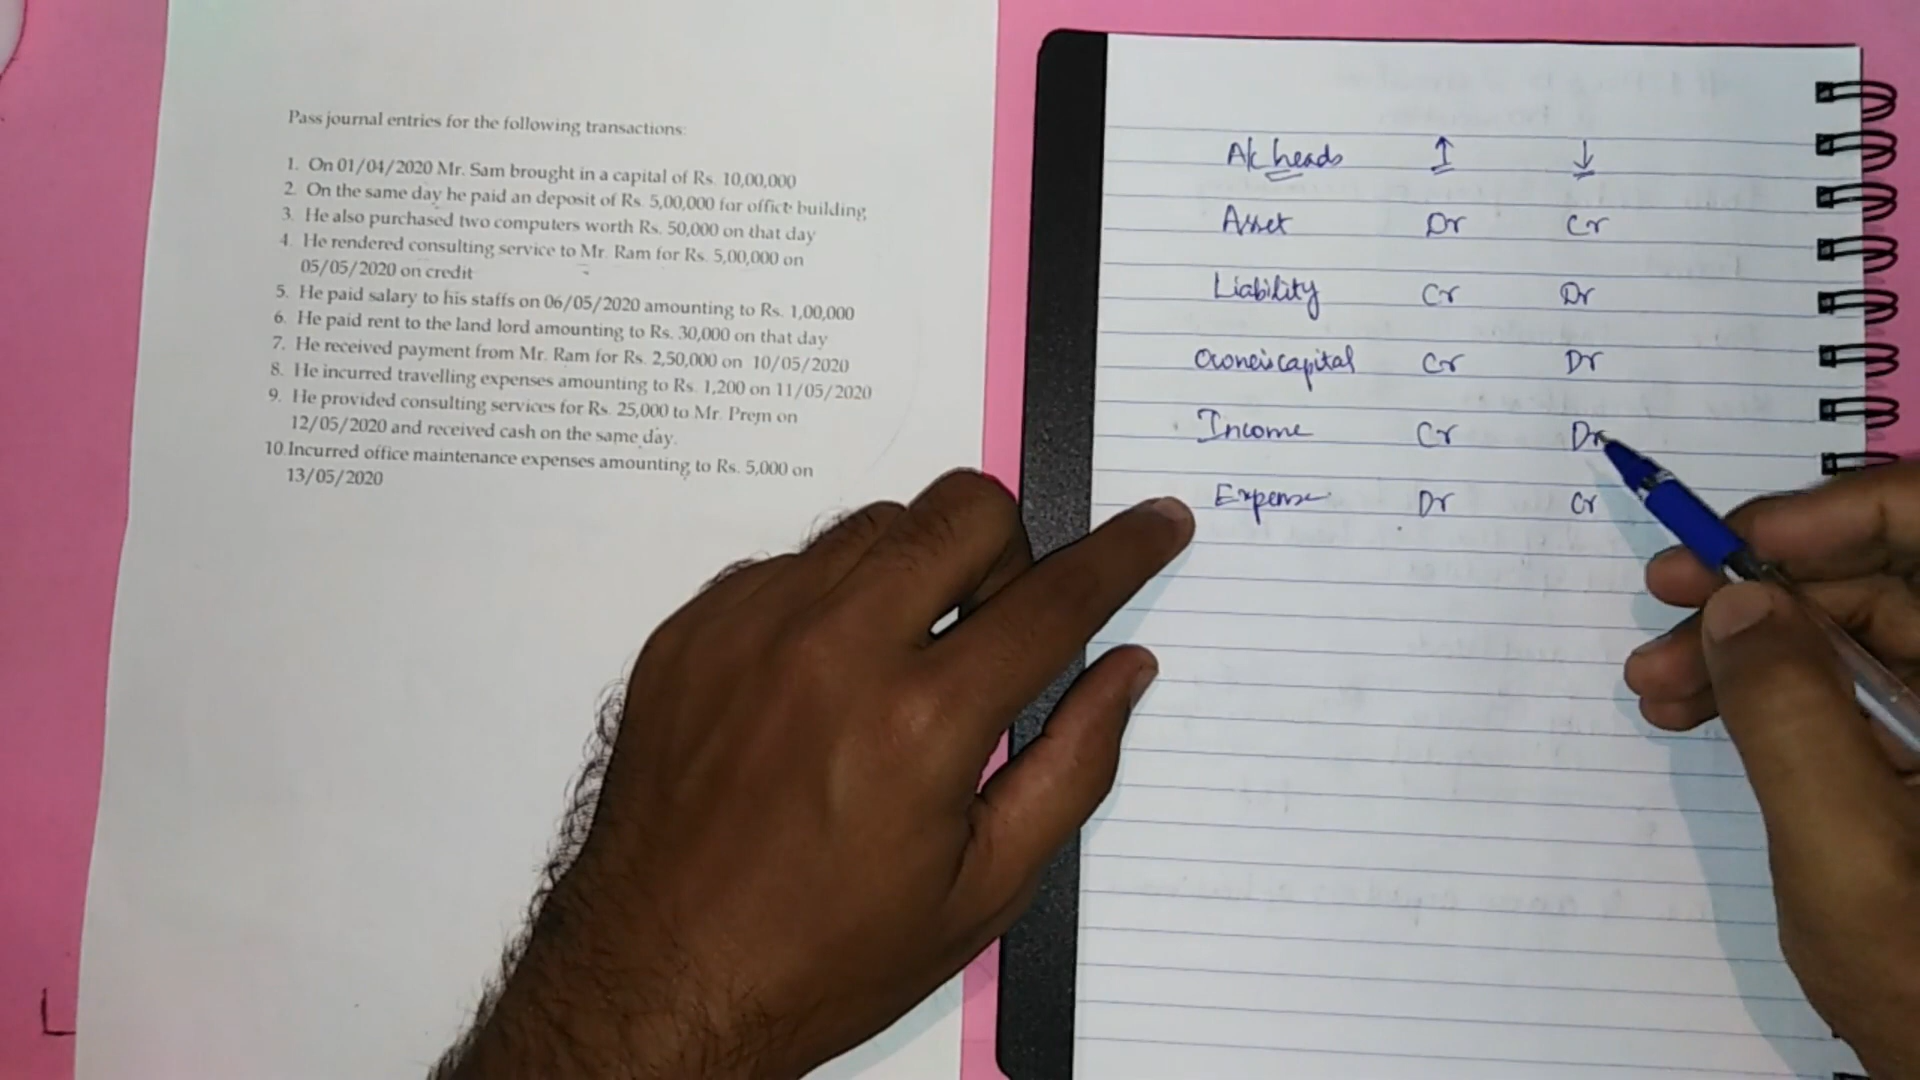 Pass journal entries for the following transactions:
1. On 01/04/2020 Mr. Sam brought in a capital of Rs. 10,00,000
2. On the same day he paid an deposit of Rs. 5,00,000 for office building
3. He also purchased two computers worth Rs. 50,000 on that day
4. He rendered consulting service to Mr. Ram for Rs. 5,00,000 on
05/05/2020 on credit
5. He paid salary to his staffs on 06/05/2020 amounting to Rs. 1,00,000
6. He paid rent to the land lord amounting to Rs. 30,000 on that day
7. He received payment from Mr. Ram for Rs. 2,50,000 on 10/05/2020
8. He incurred travelling expenses amounting to Rs. 1,200 on 11/05/2020
9. He provided consulting services for Rs. 25,000 to Mr. Prem on
12/05/2020 and received cash on the same day.
10. Incurred office maintenance expenses amounting to Rs. 5,000 on
13/05/2020
A/c heads ↑ ↓
Asset Dr Cr
Liability Cr Dr
Owner's capital Cr Dr
Income Cr Dr
Expense Dr Cr